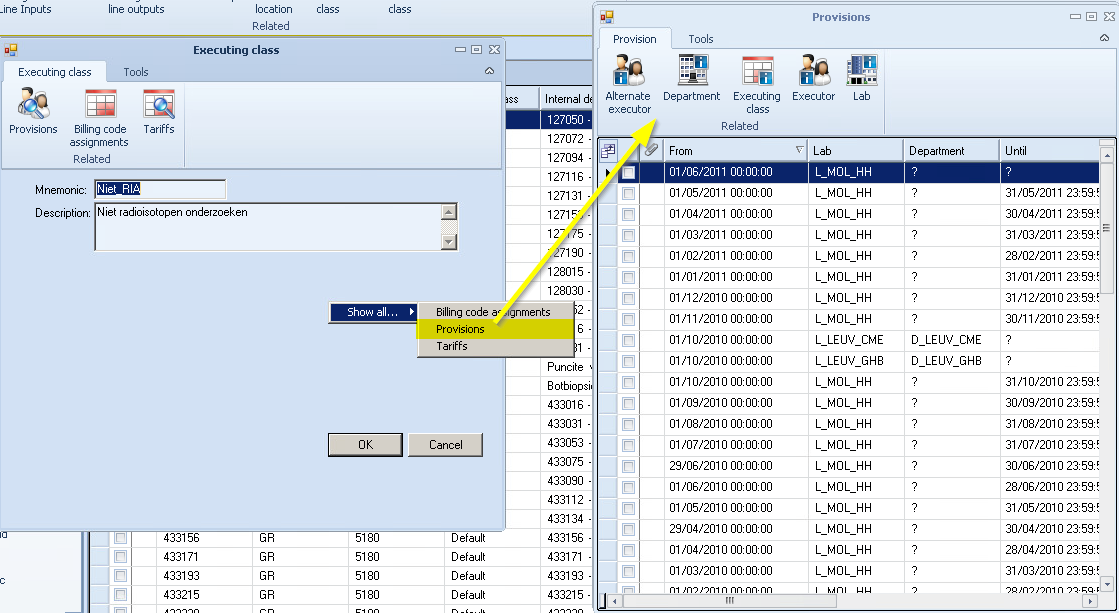 Line Inputs
line outputs
location
class
class
Related
Executing class
Executing class Tools
Provisions
Billing code
assignments
Tariffs
Related
Mnemonic: Niet_RIA
Description: Niet radioisotopen onderzoeken
Show all...
Billing code assignments
Provisions
Tariffs
OK Cancel
ass Internal de
127050 -
127072 -
127094 -
127116 -
127131 -
127175 -
127190 -
128015 -
128030 -
Puncite v
Botbiopsie
433016 -
433031 -
433053 -
433075 -
433090 -
433112 -
433134 -
433156 GR 5180 Default 433156 -
433171 GR 5180 Default 433171 -
433193 GR 5180 Default 433193 -
433215 GR 5180 Default 433215 -
Provisions
Provision Tools
Alternate
executor
Department
Executing
class
Executor
Lab
Related
From Lab Department Until
01/06/2011 00:00:00 L_MOL_HH ? ?
01/05/2011 00:00:00 L_MOL_HH ? 31/05/2011 23:59:5
01/04/2011 00:00:00 L_MOL_HH ? 30/04/2011 23:59:5
01/03/2011 00:00:00 L_MOL_HH ? 31/03/2011 23:59:5
01/02/2011 00:00:00 L_MOL_HH ? 28/02/2011 23:59:5
01/01/2011 00:00:00 L_MOL_HH ? 31/01/2011 23:59:5
01/12/2010 00:00:00 L_MOL_HH ? 31/12/2010 23:59:5
01/11/2010 00:00:00 L_MOL_HH ? 30/11/2010 23:59:5
01/10/2010 00:00:00 L_LEUV_CME D_LEUV_CME ?
01/10/2010 00:00:00 L_LEUV_GHB D_LEUV_GHB ?
01/10/2010 00:00:00 L_MOL_HH ? 31/10/2010 23:59:5
01/09/2010 00:00:00 L_MOL_HH ? 30/09/2010 23:59:5
01/08/2010 00:00:00 L_MOL_HH ? 31/08/2010 23:59:5
01/07/2010 00:00:00 L_MOL_HH ? 31/07/2010 23:59:5
29/06/2010 00:00:00 L_MOL_HH ? 30/06/2010 23:59:5
01/06/2010 00:00:00 L_MOL_HH ? 28/06/2010 23:59:5
01/05/2010 00:00:00 L_MOL_HH ? 31/05/2010 23:59:5
29/04/2010 00:00:00 L_MOL_HH ? 30/04/2010 23:59:5
01/04/2010 00:00:00 L_MOL_HH ? 28/04/2010 23:59:5
01/03/2010 00:00:00 L_MOL_HH ? 31/03/2010 23:59:5
01/02/2010 00:00:00 L_MOL_HH ? 28/02/2010 23:59:5